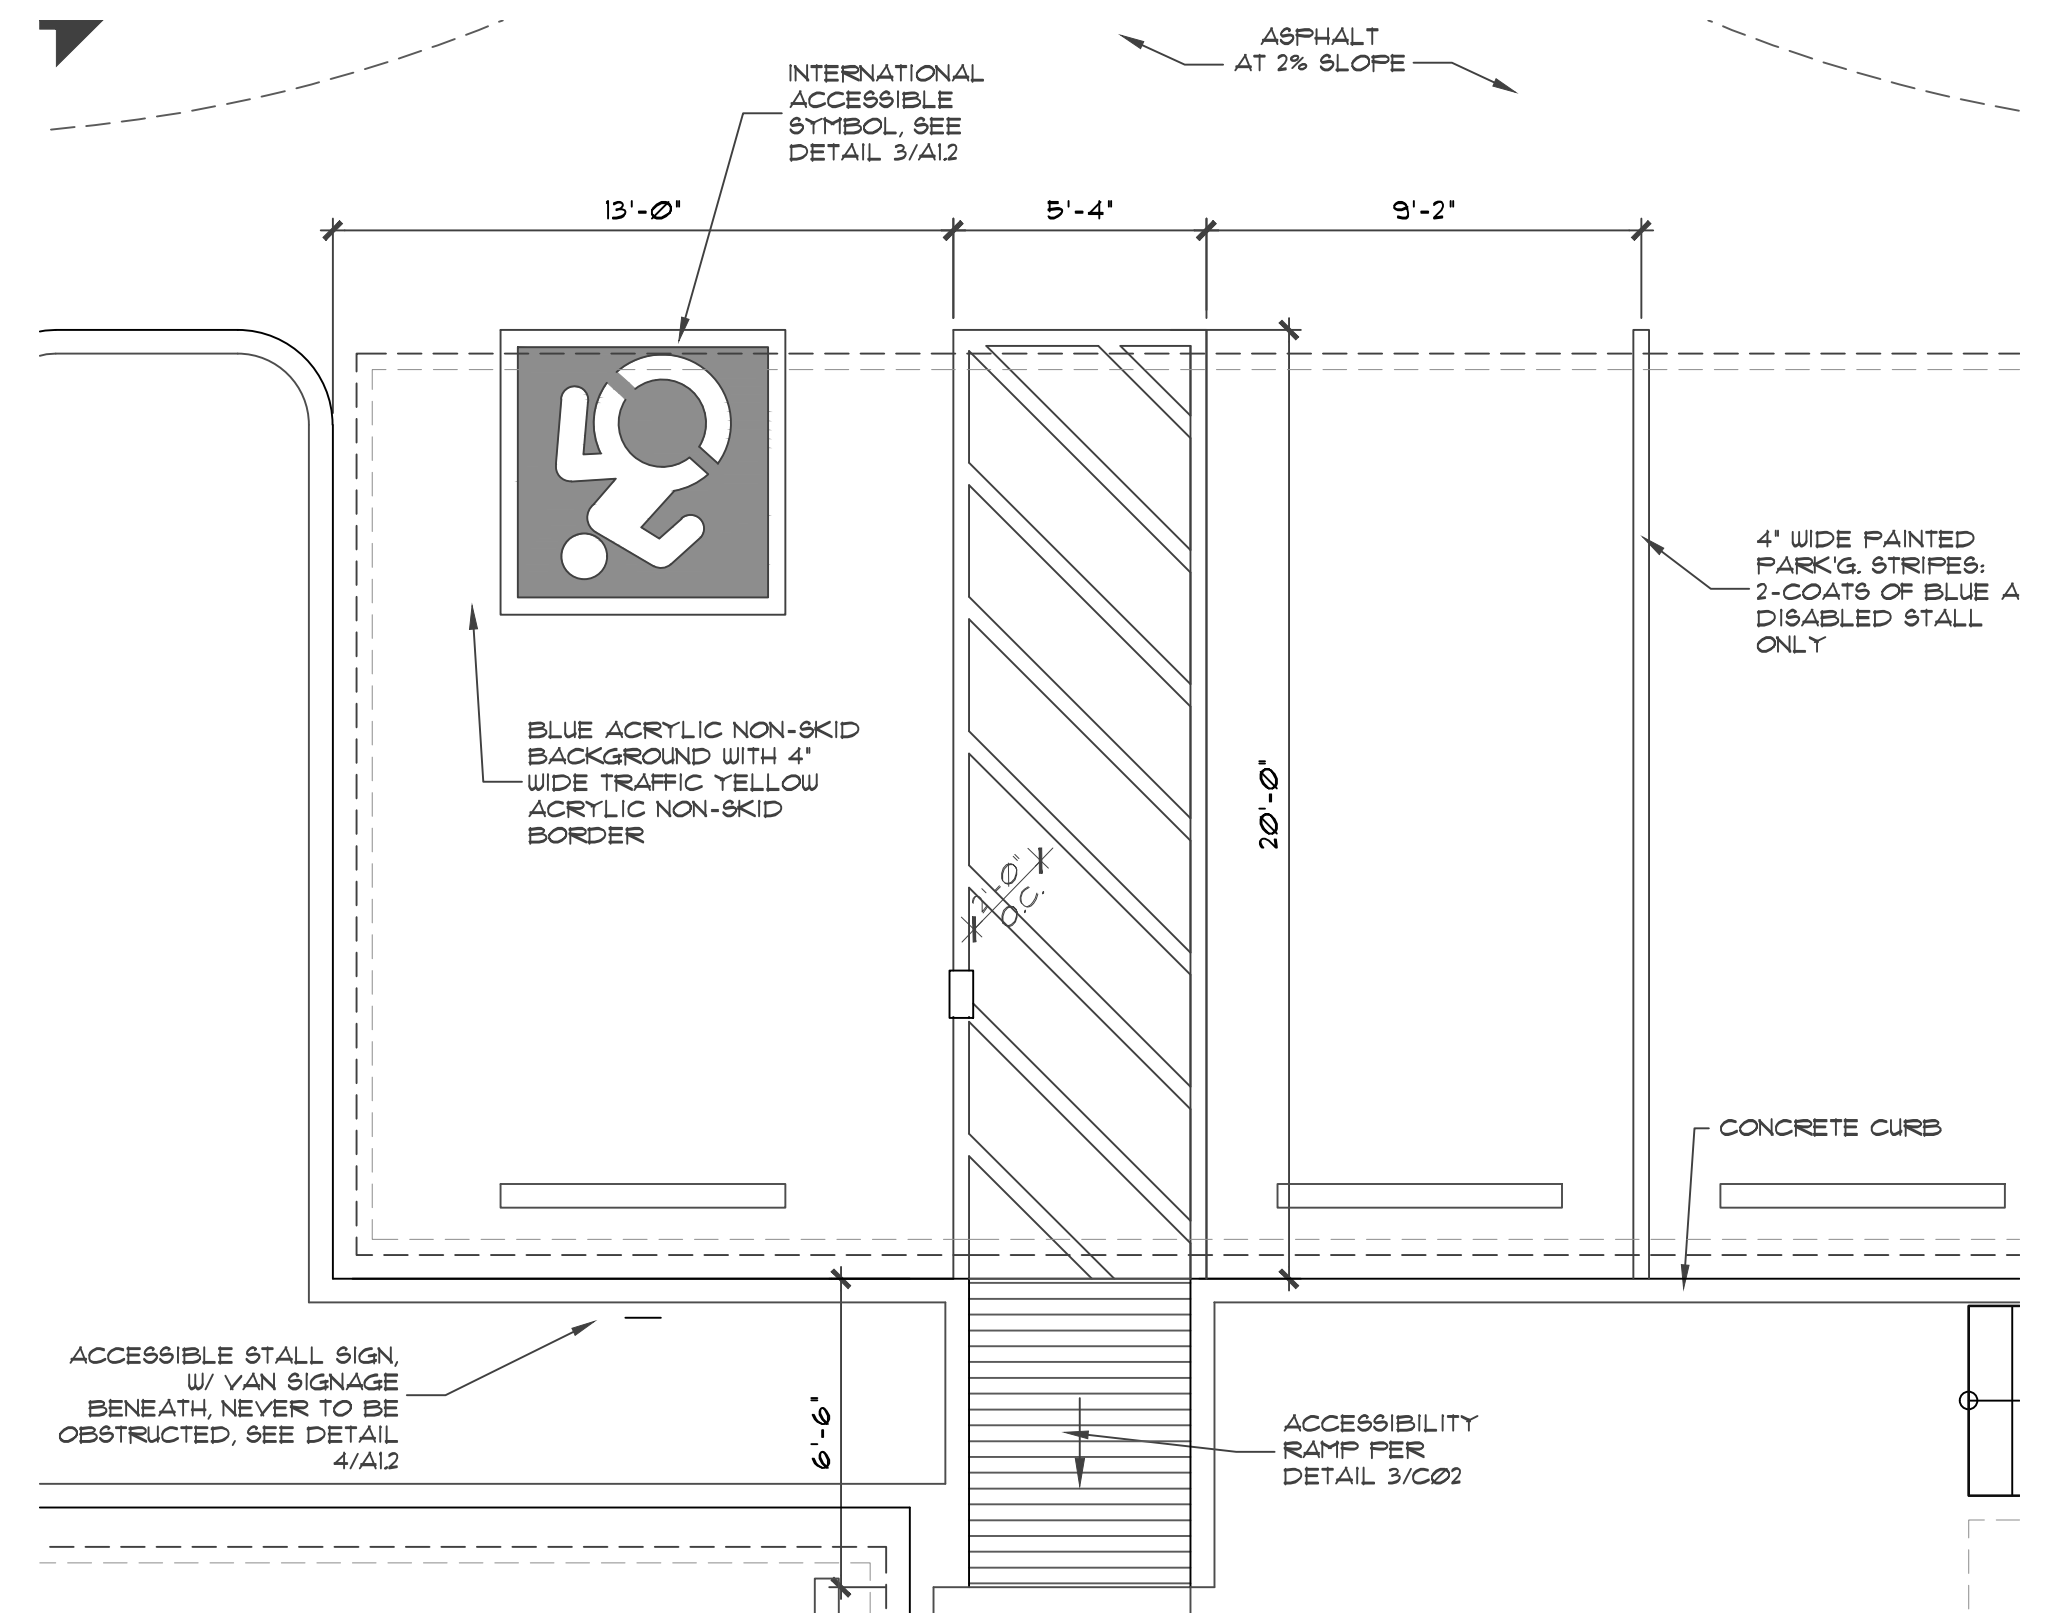 ASPHALT
AT 2% SLOPE
INTERNATIONAL
ACCESSIBLE
SYMBOL, SEE
DETAIL 3/A1.2
13'-0"
5'-4"
9'-2"
4" WIDE PAINTED
PARK'G. STRIPES:
2-COATS OF BLUE A
DISABLED STALL
ONLY
BLUE ACRYLIC NON-SKID
BACKGROUND WITH 4"
WIDE TRAFFIC YELLOW
ACRYLIC NON-SKID
BORDER
20'-0"
2'-0"
O.C.
CONCRETE CURB
ACCESSIBLE STALL SIGN,
W/ VAN SIGNAGE
BENEATH, NEVER TO BE
OBSTRUCTED, SEE DETAIL
4/A1.2
6'-6"
ACCESSIBILITY
RAMP PER
DETAIL 3/C02